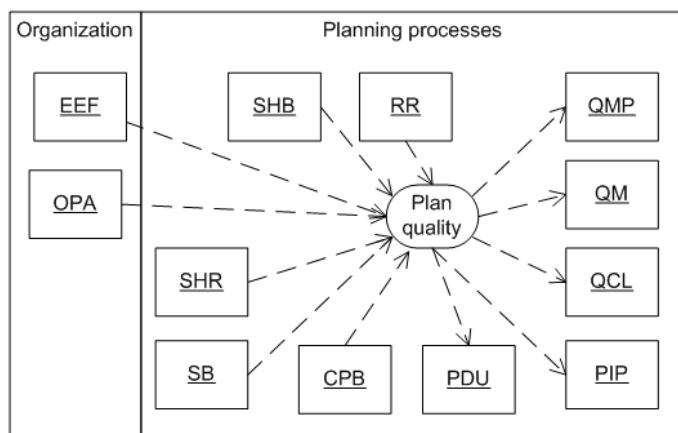 Organization
Planning processes
EEF
SHB
RR
QMP
OPA
Plan
quality
QM
SHR
QCL
SB
CPB
PDU
PIP